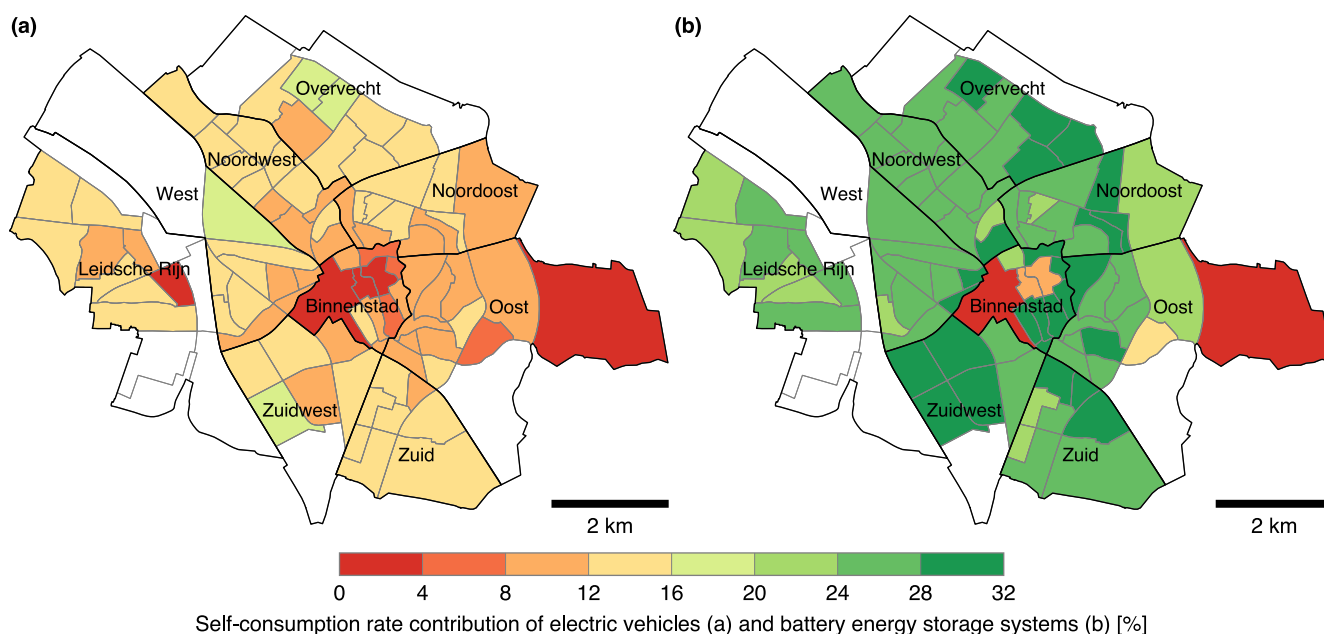 (a)
Overvecht
Noordwest
West
Noordoost
Leidsche Rijn
Binnenstad
Oost
Zuidwest
Zuid
2 km
(b)
Overvecht
Noordwest
West
Noordoost
Leidsche Rijn
Binnenstad
Oost
Zuidwest
Zuid
2 km
0 4 8 12 16 20 24 28 32
Self-consumption rate contribution of electric vehicles (a) and battery energy storage systems (b) [%]